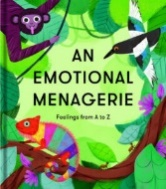 AN
EMOTIONAL
MENAGERIE
Feelings from A to Z